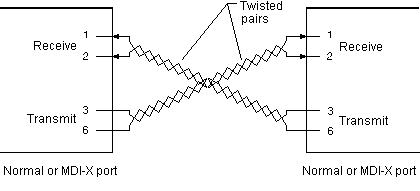 Twisted
pairs
1
Receive
2
3
Transmit
6
Normal or MDI-X port
1
Receive
2
3
Transmit
6
Normal or MDI-X port